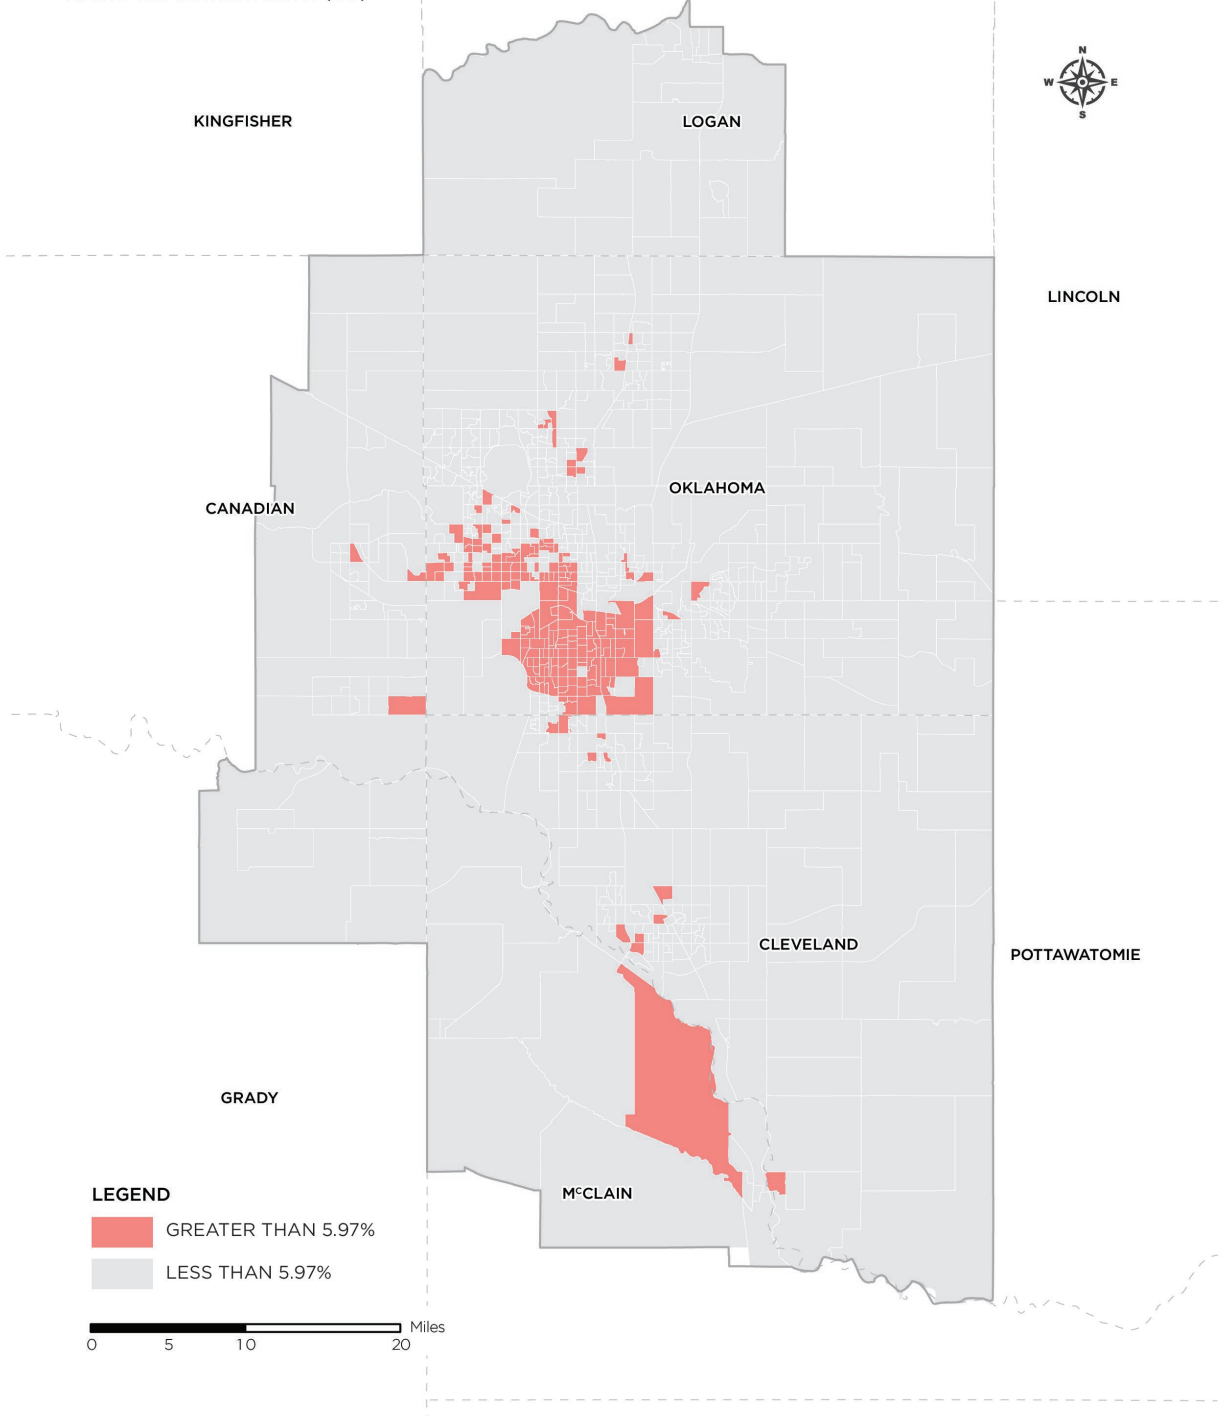 N
W E
S
KINGFISHER
LOGAN
LINCOLN
OKLAHOMA
CANADIAN
CLEVELAND
POTTAWATOMIE
GRADY
McCLAIN
LEGEND
GREATER THAN 5.97%
LESS THAN 5.97%
Miles
0 5 10 20